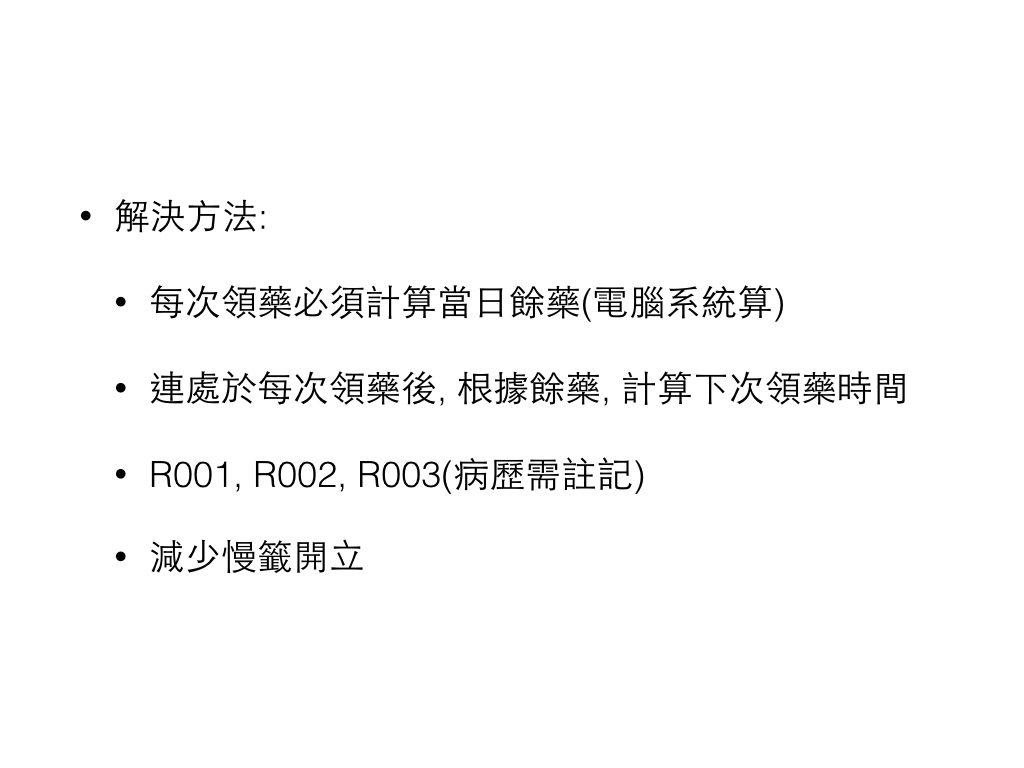 • 解決方法:
• 每次領藥必須計算當日餘藥(電腦系統算)
• 連處於每次領藥後, 根據餘藥, 計算下次領藥時間
• R001, R002, R003(病歷需註記)
• 減少慢籤開立